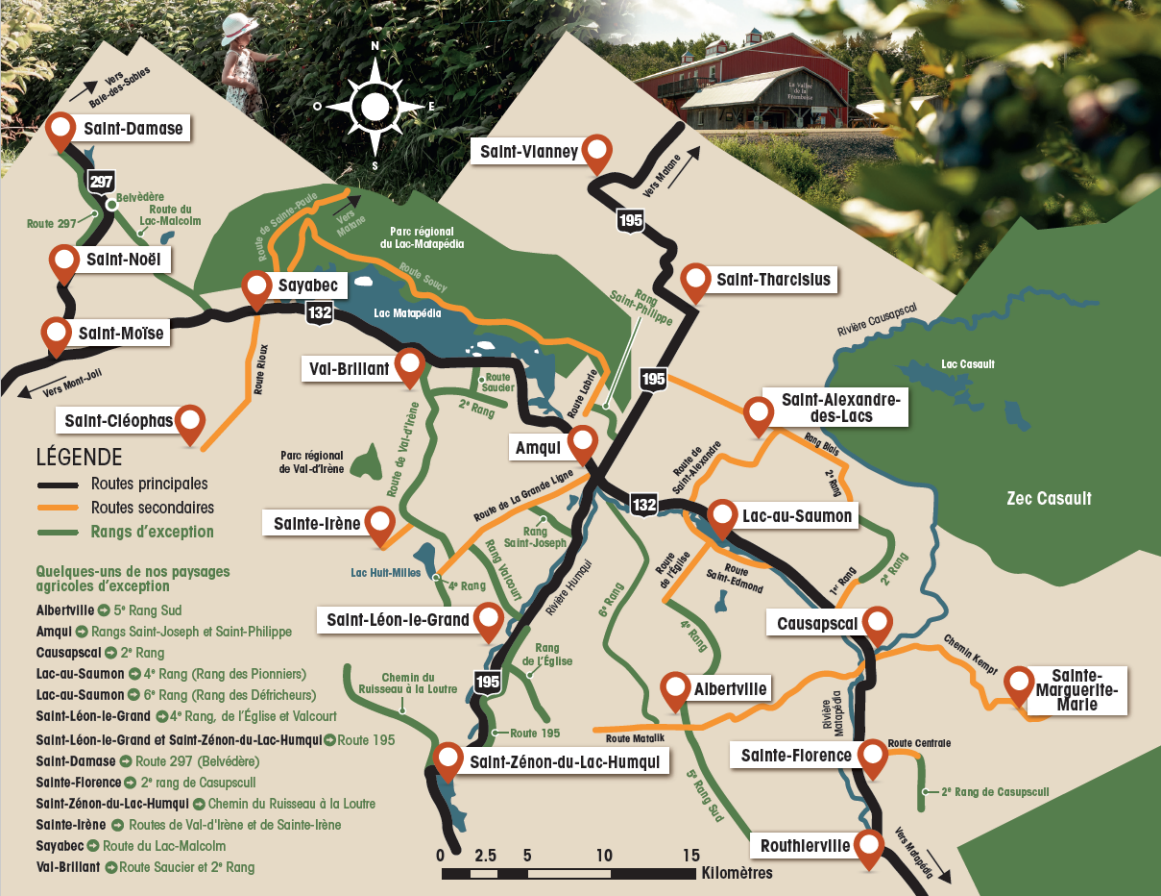 N
O
E
S
Le Vallon
de la
Framboise
Vers
Baie-des-Sables
Saint-Damase
297
Belvèdère
Route 297
Route du
Lac-Malcolm
Saint-Noël
Saint-Moïse
Vers Mont-Joli
Saint-Vianney
Vers Matane
195
Saint-Tharcisius
Route de Sainte-Paule
Vers
Matane
Parc régional
du Lac-Matapédia
Route Soucy
Sayabec
132
Lac Matapédia
Rang
Saint-Philippe
Rivière Causapscal
Lac Casault
Zec Casault
Route Rioux
Val-Brillant
Route
Saucier
2e Rang
Route Labrie
195
Saint-Alexandre-
des-Lacs
Saint-Cléophas
Route de Val-d'Irène
Amqui
Route de
Saint-Alexandre
Rang Blais
2e Rang
Parc régional
de Val-d'Irène
Route de La Grande Ligne
132
Lac-au-Saumon
Sainte-Irène
Rang
Saint-Joseph
Lac Huit-Milles
4e Rang
Rang Valcourt
Rivière Humqui
6e Rang
Route
de l'Église
Route
Saint-Edmond
1er Rang
2e Rang
Saint-Léon-le-Grand
4e Rang
Causapscal
Chemin Kempt
Rang
de l'Église
Chemin du
Ruisseau à la Loutre
195
Albertville
Sainte-
Marguerite-
Marie
Rivière
Matapédia
Route 195
Route Matalik
Route Centrale
Saint-Zénon-du-Lac-Humqui
Sainte-Florence
5e Rang Sud
2e Rang de Casupscull
Routhierville
Vers Matapédia
LÉGENDE
Routes principales
Routes secondaires
Rangs d'exception
Quelques-uns de nos paysages
agricoles d'exception
Albertville ➔ 5e Rang Sud
Amqui ➔ Rangs Saint-Joseph et Saint-Philippe
Causapscal ➔ 2e Rang
Lac-au-Saumon ➔ 4e Rang (Rang des Pionniers)
Lac-au-Saumon ➔ 6e Rang (Rang des Défricheurs)
Saint-Léon-le-Grand ➔ 4e Rang, de l'Église et Valcourt
Saint-Léon-le-Grand et Saint-Zénon-du-Lac-Humqui ➔ Route 195
Saint-Damase ➔ Route 297 (Belvédère)
Sainte-Florence ➔ 2e rang de Casupscull
Saint-Zénon-du-Lac-Humqui ➔ Chemin du Ruisseau à la Loutre
Sainte-Irène ➔ Routes de Val-d'Irène et de Sainte-Irène
Sayabec ➔ Route du Lac-Malcolm
Val-Brillant ➔ Route Saucier et 2e Rang
0 2.5 5 10 15
Kilomètres